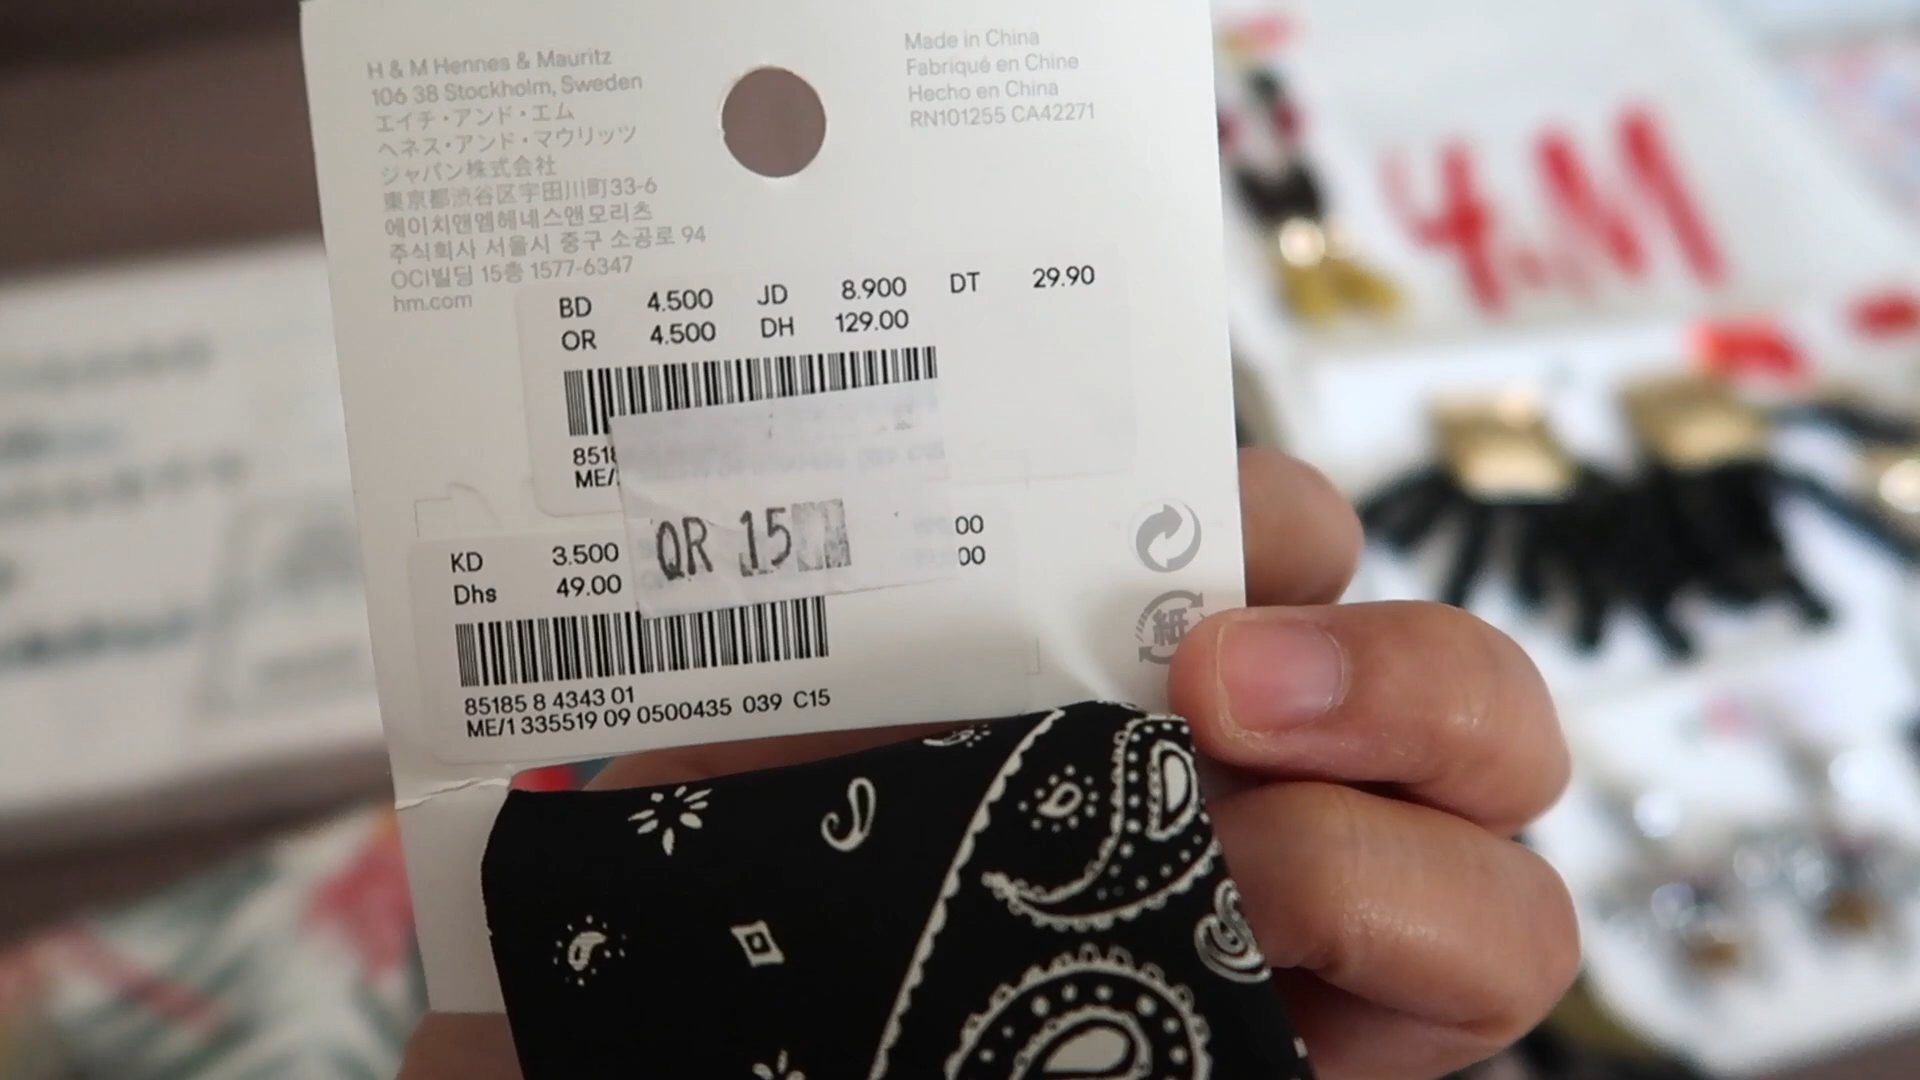 H & M Hennes & Mauritz
106 38 Stockholm, Sweden
エイチ・アンド・エム
ヘネス・アンド・マウリッツ
ジャパン株式会社
東京都渋谷区宇田川町33-6
에이치앤엠헤네스앤모리츠
주식회사 서울시 중구 소공로 94
OCI빌딩 15층 1577-6347
hm.com
Made in China
Fabriqué en Chine
Hecho en China
RN101255 CA42271
BD 4.500 JD 8.900 DT 29.90
OR 4.500 DH 129.00
8518
ME/1
QR 15
KD 3.500 00
Dhs 49.00 00
85185 8 4343 01
ME/1 335519 09 0500435 039 C15
紙